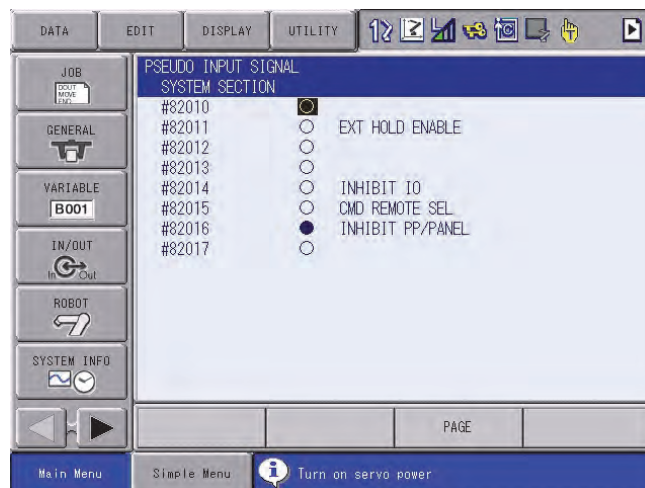 DATA EDIT DISPLAY UTILITY
JOB
DOUT
MOVE
END
GENERAL
VARIABLE
B001
IN/OUT
In Out
ROBOT
SYSTEM INFO
PSEUDO INPUT SIGNAL
SYSTEM SECTION
#82010
#82011 EXT HOLD ENABLE
#82012
#82013
#82014 INHIBIT IO
#82015 CMD REMOTE SEL
#82016 INHIBIT PP/PANEL
#82017
PAGE
Main Menu Simple Menu Turn on servo power